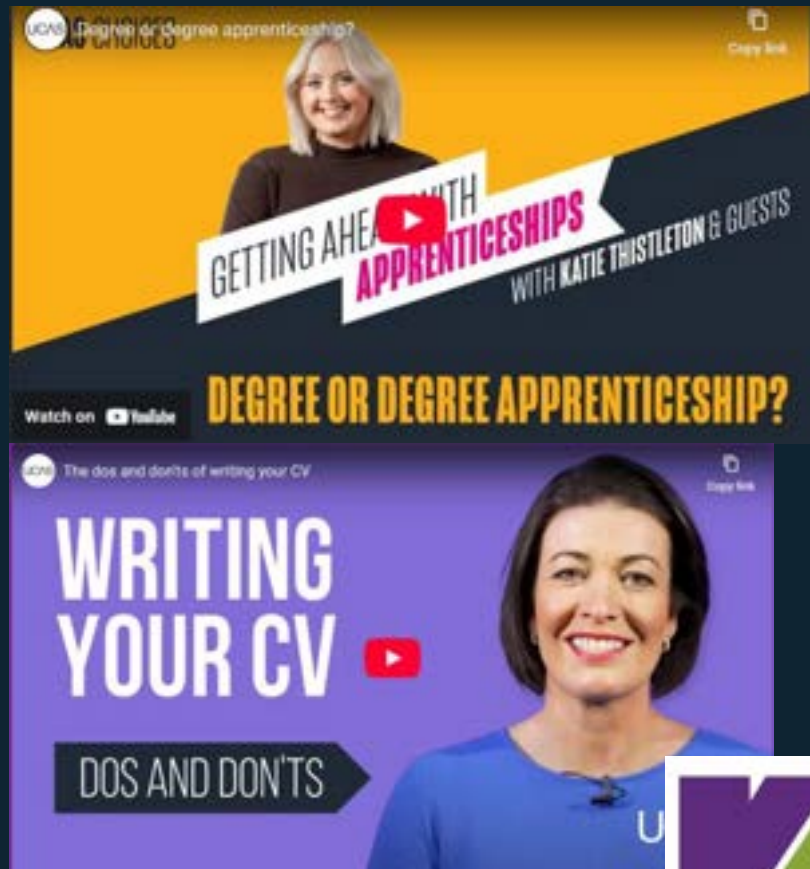 UCAS Degree or degree apprenticeship?
Copy link
GETTING AHEAD WITH
APPRENTICESHIPS
WITH KATIE THISTLETON & GUESTS
Watch on YouTube
DEGREE OR DEGREE APPRENTICESHIP?
UCAS The dos and don'ts of writing your CV
Copy link
WRITING
YOUR CV
DOS AND DON'TS
U